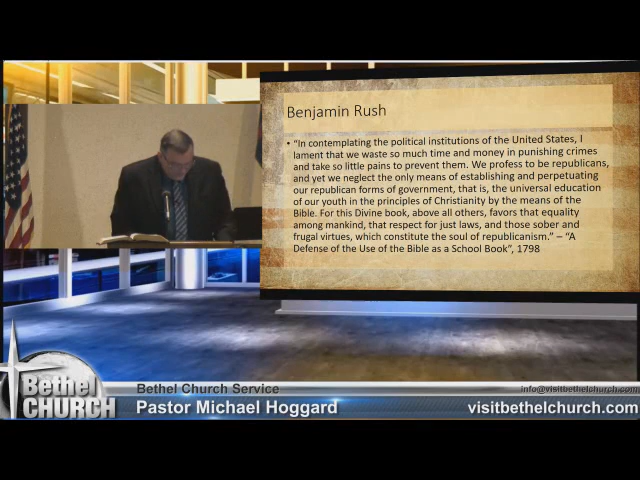 Benjamin Rush
• “In contemplating the political institutions of the United States, I
lament that we waste so much time and money in punishing crimes
and take so little pains to prevent them. We profess to be republicans,
and yet we neglect the only means of establishing and perpetuating
our republican forms of government, that is, the universal education
of our youth in the principles of Christianity by the means of the
Bible. For this Divine book, above all others, favors that equality
among mankind, that respect for just laws, and those sober and
frugal virtues, which constitute the soul of republicanism.” – “A
Defense of the Use of the Bible as a School Book”, 1798
Bethel
CHURCH
Bethel Church Service
info@visitbethelchurch.com
Pastor Michael Hoggard
visitbethelchurch.com